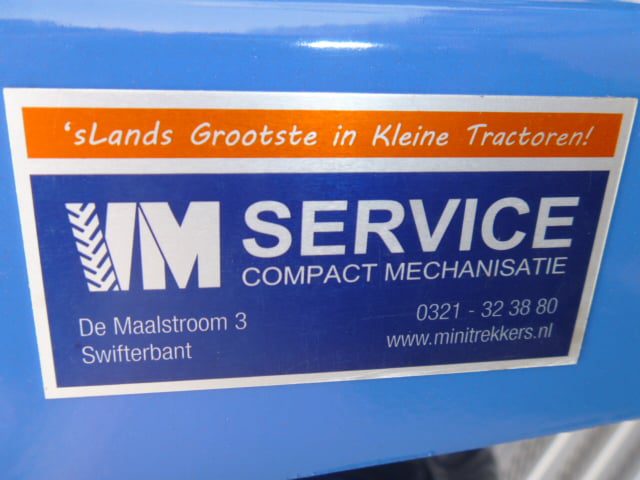 'sLands Grootste in Kleine Tractoren!
VM SERVICE
COMPACT MECHANISATIE
De Maalstroom 3
Swifterbant
0321 - 32 38 80
www.minitrekkers.nl